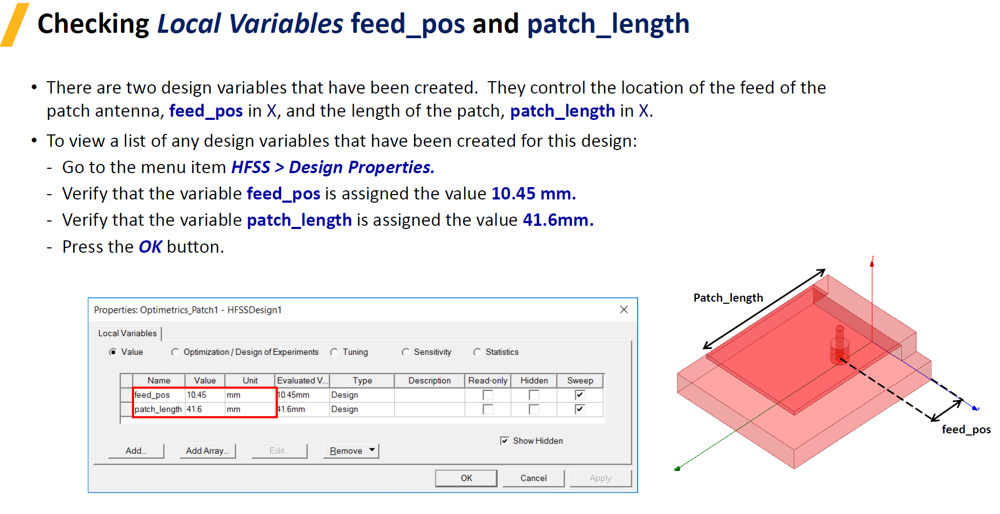 Checking Local Variables feed_pos and patch_length
• There are two design variables that have been created.  They control the location of the feed of the
patch antenna, feed_pos in X, and the length of the patch, patch_length in X.
• To view a list of any design variables that have been created for this design:
- Go to the menu item HFSS > Design Properties.
- Verify that the variable feed_pos is assigned the value 10.45 mm.
- Verify that the variable patch_length is assigned the value 41.6mm.
- Press the OK button.
Properties: Optimetrics_Patch1 - HFSSDesign1
Local Variables
Value Optimization / Design of Experiments Tuning Sensitivity Statistics
Name Value Unit Evaluated V... Type Description Read-only Hidden Sweep
feed_pos 10.45 mm 10.45mm Design
patch_length 41.6 mm 41.6mm Design
Show Hidden
Add... Add Array... Edit... Remove
OK Cancel Apply
Z
Patch_length
feed_pos